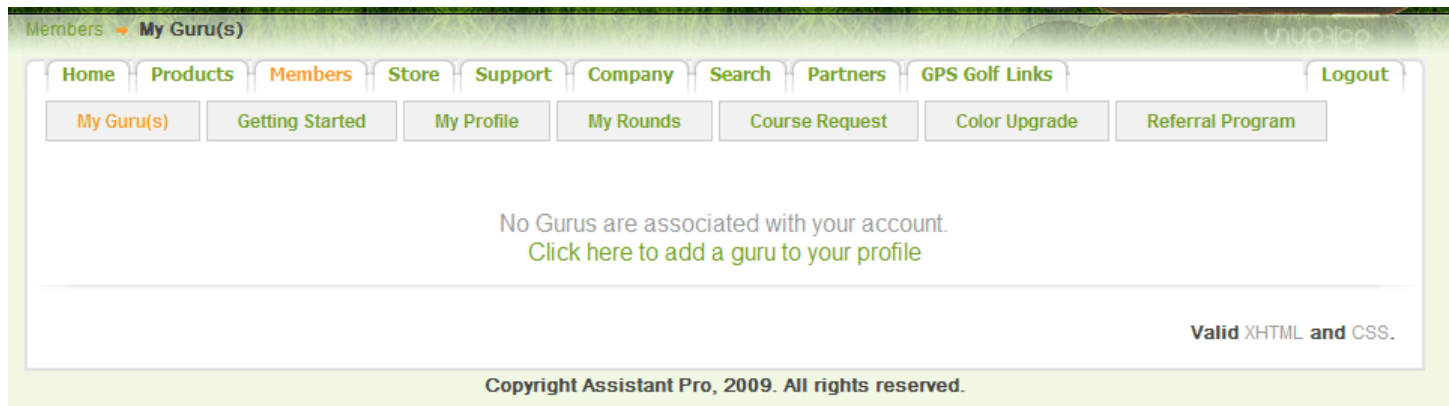 Members → My Guru(s)
Home Products Members Store Support Company Search Partners GPS Golf Links Logout
My Guru(s) Getting Started My Profile My Rounds Course Request Color Upgrade Referral Program
No Gurus are associated with your account.
Click here to add a guru to your profile
Valid XHTML and CSS.
Copyright Assistant Pro, 2009. All rights reserved.